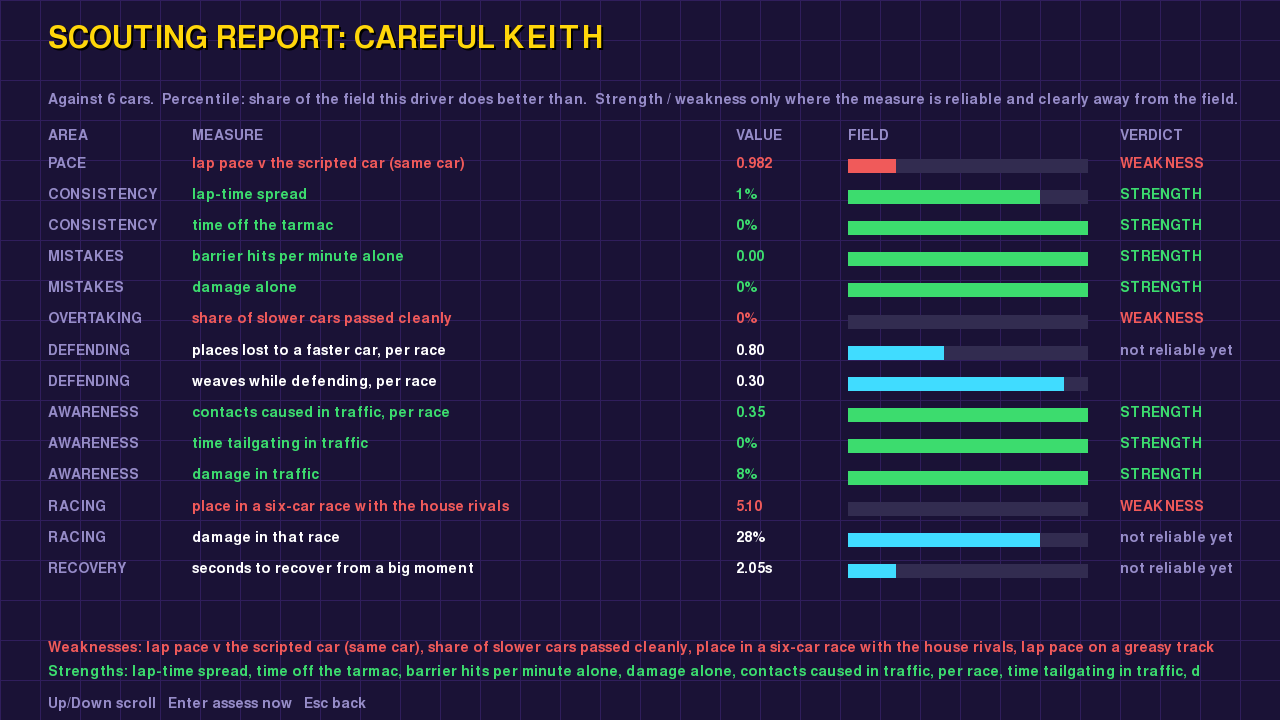 SCOUTING REPORT: CAREFUL KEITH
Against 6 cars.  Percentile: share of the field this driver does better than.  Strength / weakness only where the measure is reliable and clearly away from the field.
AREA MEASURE VALUE FIELD VERDICT
PACE lap pace v the scripted car (same car) 0.982 WEAKNESS
CONSISTENCY lap-time spread 1% STRENGTH
CONSISTENCY time off the tarmac 0% STRENGTH
MISTAKES barrier hits per minute alone 0.00 STRENGTH
MISTAKES damage alone 0% STRENGTH
OVERTAKING share of slower cars passed cleanly 0% WEAKNESS
DEFENDING places lost to a faster car, per race 0.80 not reliable yet
DEFENDING weaves while defending, per race 0.30
AWARENESS contacts caused in traffic, per race 0.35 STRENGTH
AWARENESS time tailgating in traffic 0% STRENGTH
AWARENESS damage in traffic 8% STRENGTH
RACING place in a six-car race with the house rivals 5.10 WEAKNESS
RACING damage in that race 28% not reliable yet
RECOVERY seconds to recover from a big moment 2.05s not reliable yet
Weaknesses: lap pace v the scripted car (same car), share of slower cars passed cleanly, place in a six-car race with the house rivals, lap pace on a greasy track
Strengths: lap-time spread, time off the tarmac, barrier hits per minute alone, damage alone, contacts caused in traffic, per race, time tailgating in traffic, d
Up/Down scroll   Enter assess now   Esc back